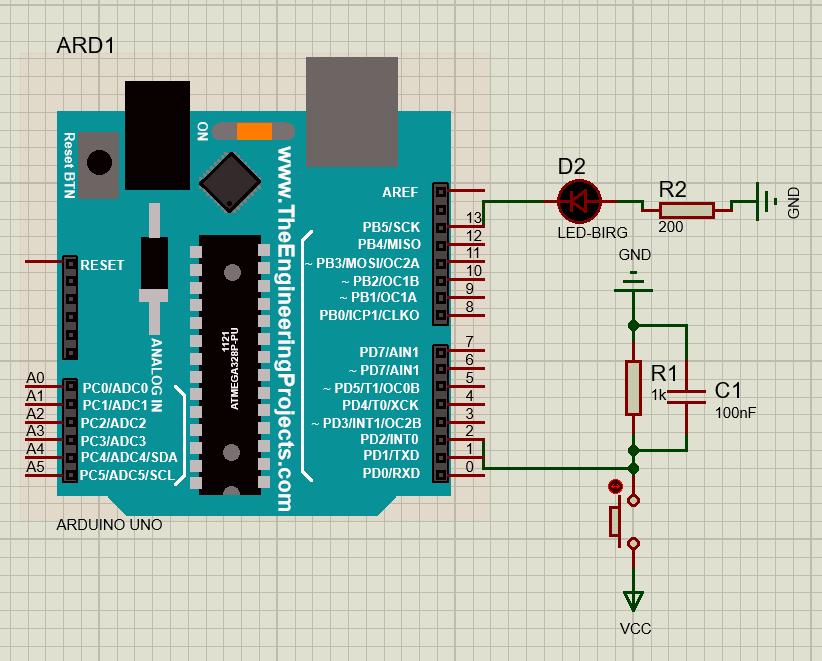 ARD1
Reset BTN
ON
www.TheEngineeringProjects.com
RESET
ANALOG IN
1121
ATMEGA328P-PU
AREF
PB5/SCK
PB4/MISO
~ PB3/MOSI/OC2A
~ PB2/OC1B
~ PB1/OC1A
PB0/ICP1/CLKO
PD7/AIN1
~ PD7/AIN1
~ PD5/T1/OC0B
PD4/T0/XCK
~ PD3/INT1/OC2B
PD2/INT0
PD1/TXD
PD0/RXD
13
12
11
10
9
8
7
6
5
4
3
2
1
0
A0
A1
A2
A3
A4
A5
PC0/ADC0
PC1/ADC1
PC2/ADC2
PC3/ADC3
PC4/ADC4/SDA
PC5/ADC5/SCL
ARDUINO UNO
D2
LED-BIRG
R2
200
GND
GND
R1
1k
C1
100nF
VCC